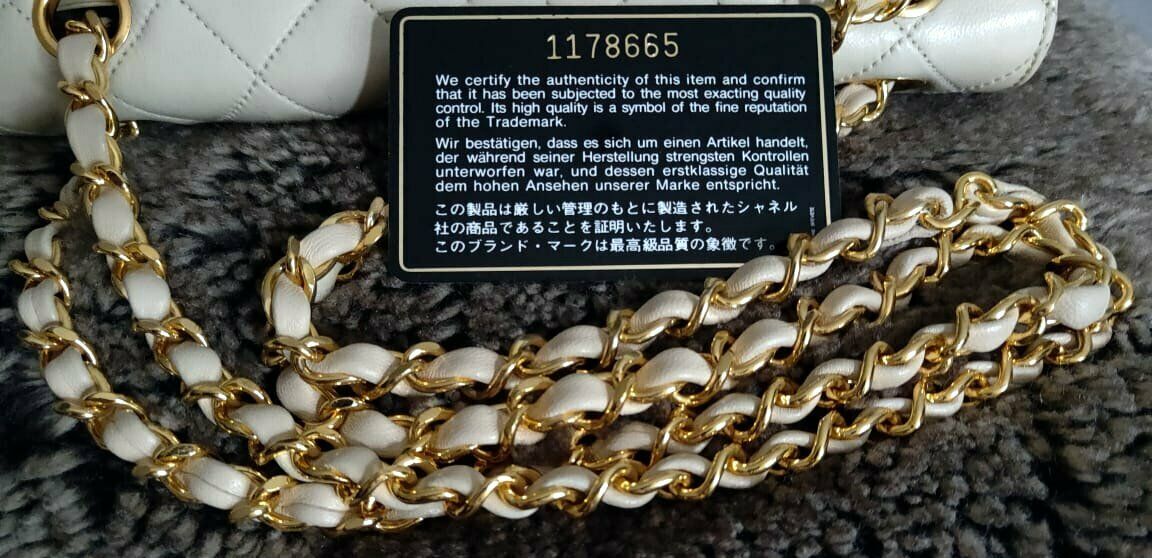 1178665
We certify the authenticity of this item and confirm
that it has been subjected to the most exacting quality
control. Its high quality is a symbol of the fine reputation
of the Trademark.
Wir bestätigen, dass es sich um einen Artikel handelt,
der während seiner Herstellung strengsten Kontrollen
unterworfen war, und dessen erstklassige Qualität
dem hohen Ansehen unserer Marke entspricht.
この製品は厳しい管理のもとに製造されたシャネル
社の商品であることを証明いたします。
このブランド・マークは最高級品質の象徴です。